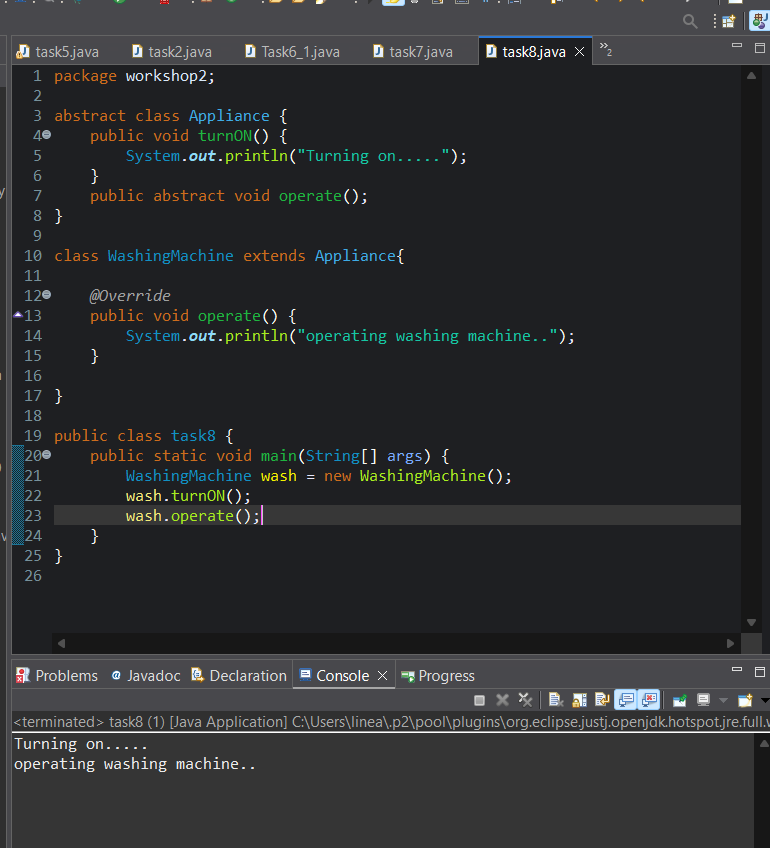 task5.java task2.java Task6_1.java task7.java task8.java »2
1 package workshop2;
2
3 abstract class Appliance {
4 public void turnON() {
5 System.out.println("Turning on.....");
6 }
7 public abstract void operate();
8 }
9
10 class WashingMachine extends Appliance{
11
12 @Override
13 public void operate() {
14 System.out.println("operating washing machine..");
15 }
16
17 }
18
19 public class task8 {
20 public static void main(String[] args) {
21 WashingMachine wash = new WashingMachine();
22 wash.turnON();
23 wash.operate();
24 }
25 }
26
Problems Javadoc Declaration Console Progress
<terminated> task8 (1) [Java Application] C:\Users\linea\.p2\pool\plugins\org.eclipse.justj.openjdk.hotspot.jre.full.
Turning on.....
operating washing machine..